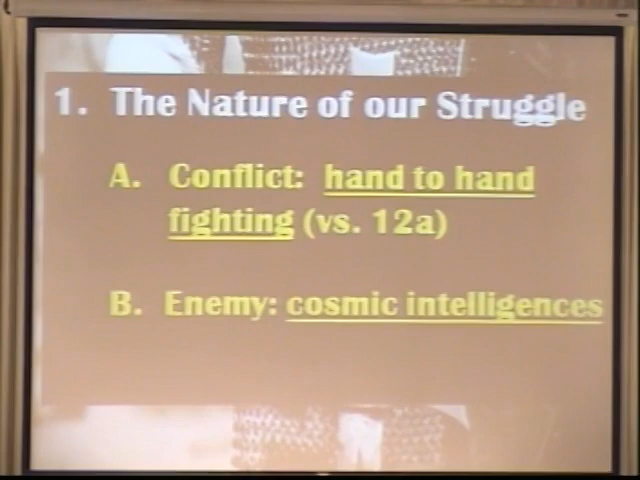 1. The Nature of our Struggle
A. Conflict: hand to hand
fighting (vs. 12a)
B. Enemy: cosmic intelligences